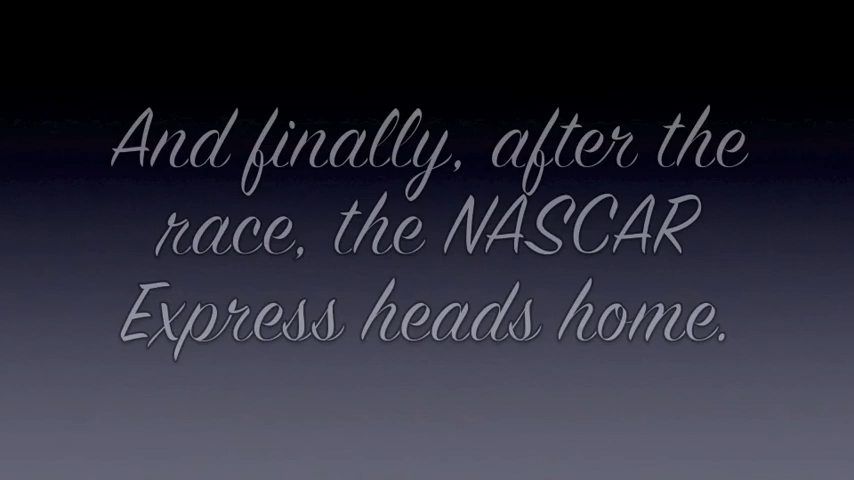 And finally, after the
race, the NASCAR
Express heads home.